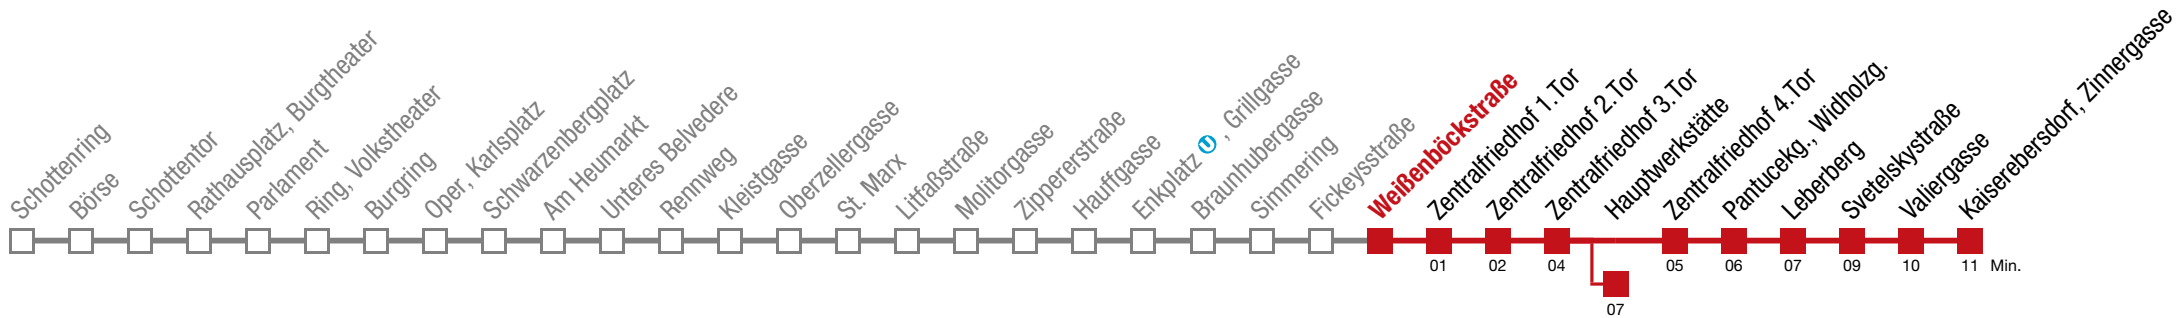 Schottenring
Börse
Schottentor
Rathausplatz, Burgtheater
Parlament
Ring, Volkstheater
Burgring
Oper, Karlsplatz
Schwarzenbergplatz
Am Heumarkt
Unteres Belvedere
Rennweg
Kleistgasse
Oberzellergasse
St. Marx
Litfaßstraße
Molitorgasse
Zippererstraße
Hauffgasse
Enkplatz U, Grillgasse
Braunhubergasse
Simmering
Fickeysstraße
Weißenböckstraße
Zentralfriedhof 1.Tor
Zentralfriedhof 2.Tor
Zentralfriedhof 3.Tor
Hauptwerkstätte
Zentralfriedhof 4.Tor
Pantucekg., Widholzg.
Leberberg
Svetelskystraße
Valiergasse
Kaiserebersdorf, Zinnergasse
01 02 04 05 06 07 09 10 11 Min.
07